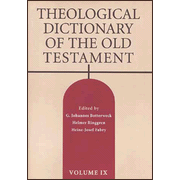 THEOLOGICAL
DICTIONARY
OF THE OLD
TESTAMENT
Edited by
G. Johannes Botterweck
Helmer Ringgren
Heinz-Josef Fabry
VOLUME IX